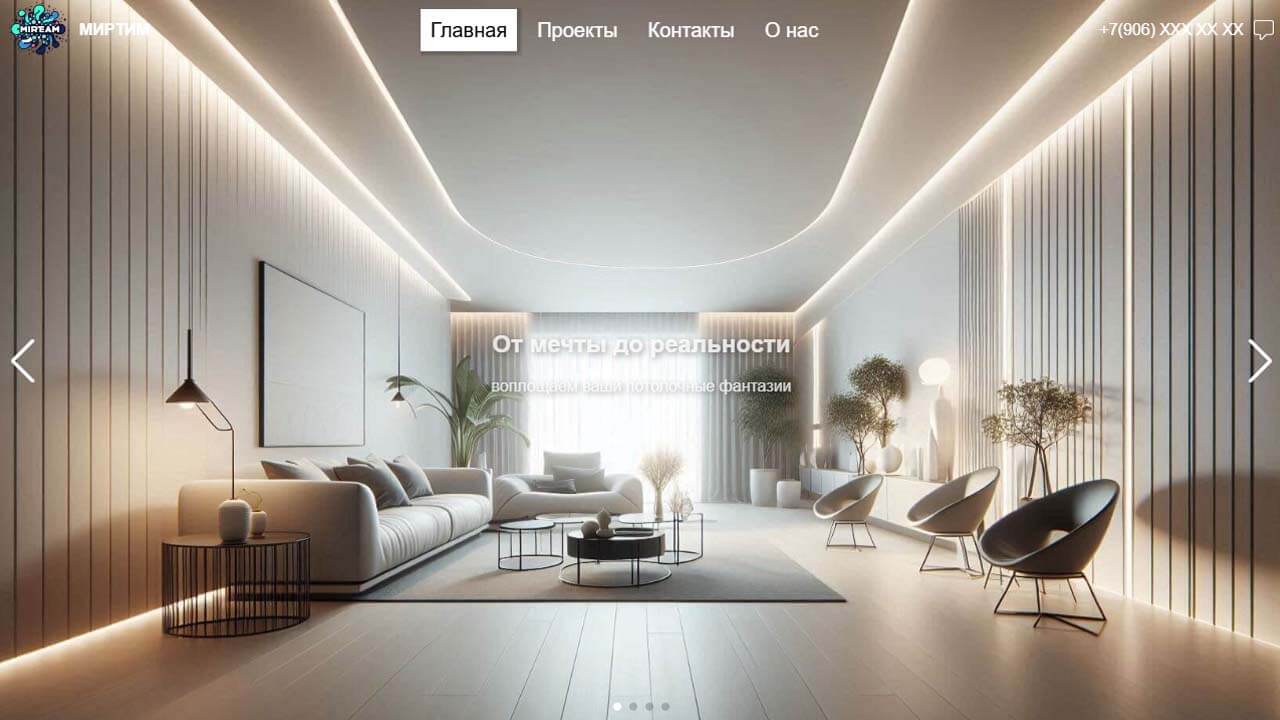 MIREAM
МИРТИМ
Главная
Проекты
Контакты
О нас
+7(906) XXX XX XX
От мечты до реальности
воплощаем ваши потолочные фантазии